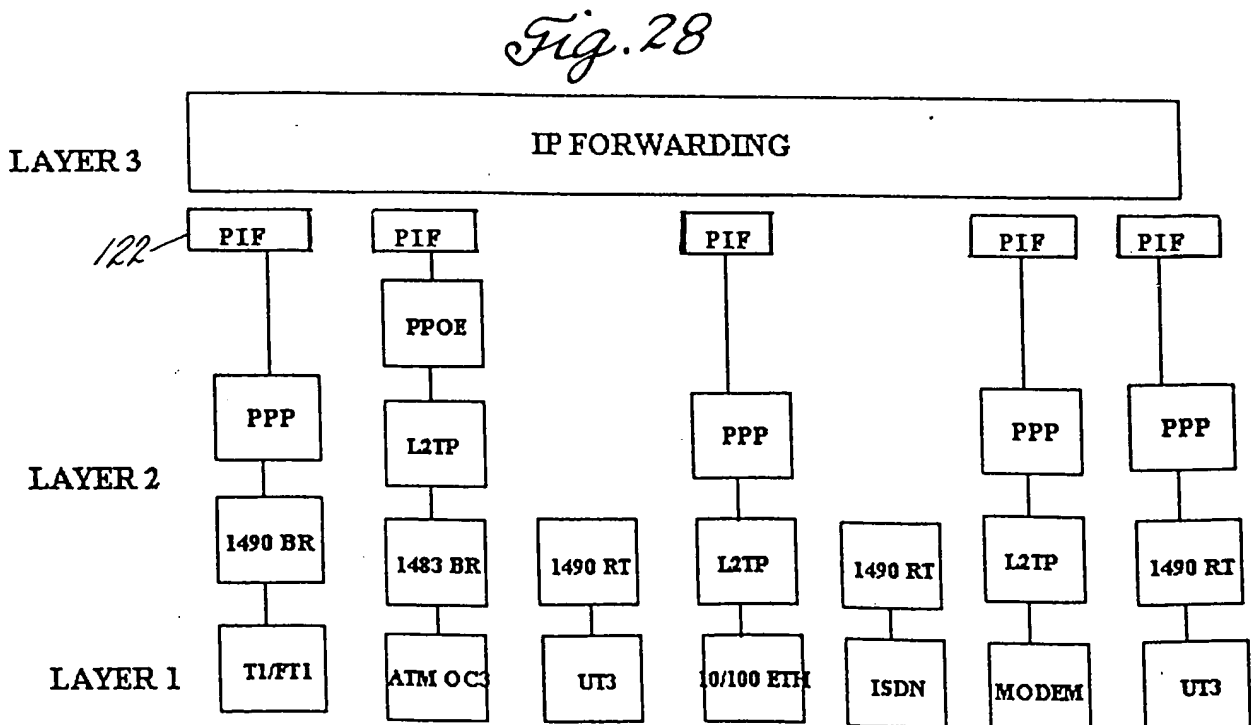 Fig. 28
IP FORWARDING
LAYER 3
122
PIF PIF PIF PIF PIF
PPOE
PPP L2TP PPP PPP PPP
LAYER 2
1490 BR 1483 BR 1490 RT L2TP 1490 RT L2TP 1490 RT
LAYER 1
T1/FT1 ATM OC3 UT3 10/100 ETH ISDN MODEM UT3